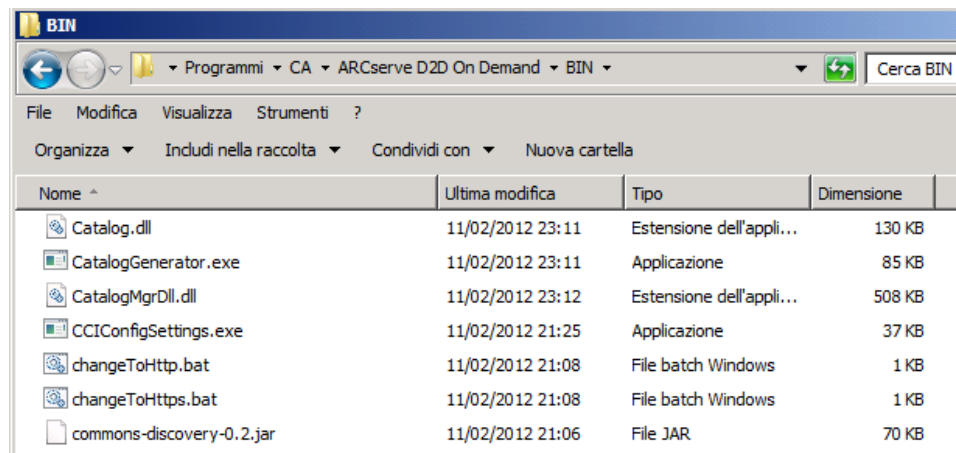 BIN
Programmi CA ARCserve D2D On Demand BIN Cerca BIN
File Modifica Visualizza Strumenti ?
Organizza Includi nella raccolta Condividi con Nuova cartella
Nome Ultima modifica Tipo Dimensione
Catalog.dll 11/02/2012 23:11 Estensione dell'appli... 130 KB
CatalogGenerator.exe 11/02/2012 23:11 Applicazione 85 KB
CatalogMgrDll.dll 11/02/2012 23:12 Estensione dell'appli... 508 KB
CCIConfigSettings.exe 11/02/2012 21:25 Applicazione 37 KB
changeToHttp.bat 11/02/2012 21:08 File batch Windows 1 KB
changeToHttps.bat 11/02/2012 21:08 File batch Windows 1 KB
commons-discovery-0.2.jar 11/02/2012 21:06 File JAR 70 KB